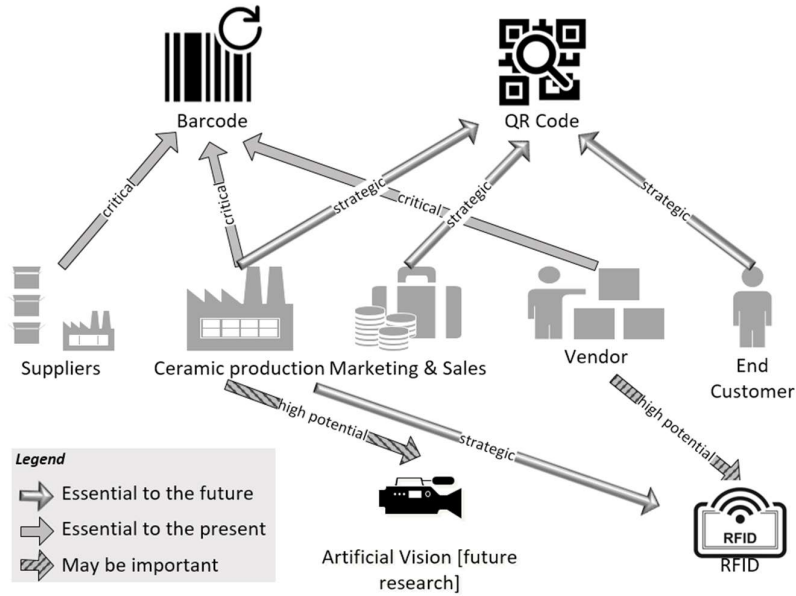 Barcode
QR Code
critical
critical
strategic
critical
strategic
strategic
Suppliers
Ceramic production
Marketing & Sales
Vendor
End
Customer
high potential
strategic
high potential
Legend
Essential to the future
Essential to the present
May be important
Artificial Vision [future
research]
RFID
RFID